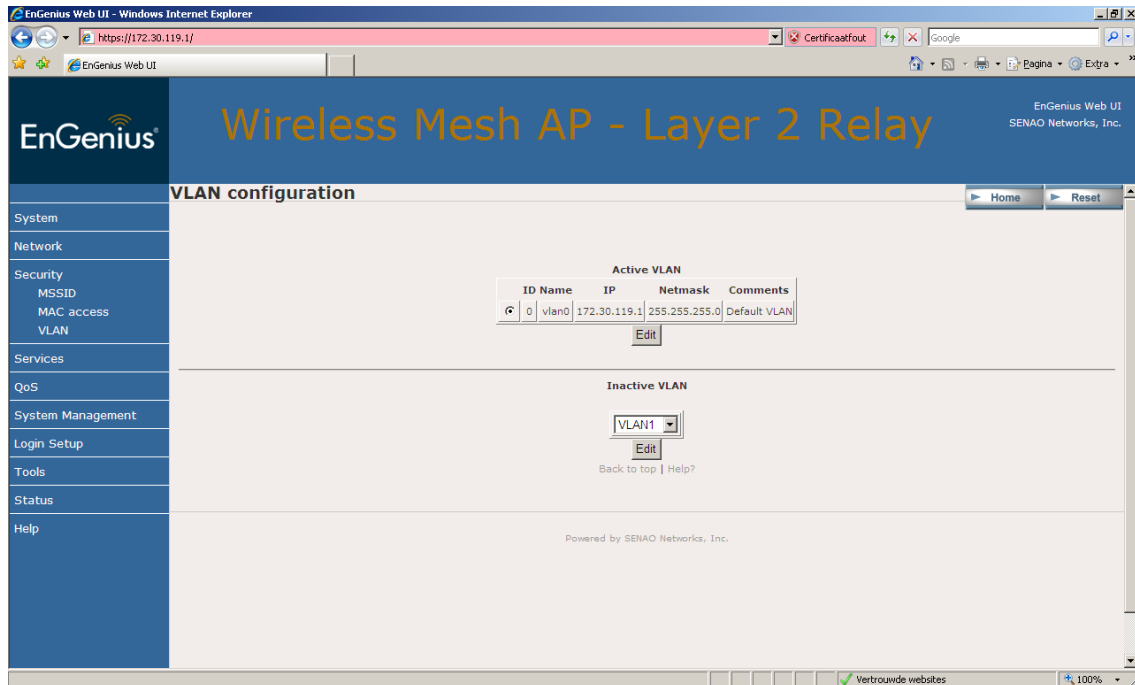 EnGenius Web UI - Windows Internet Explorer
https://172.30.119.1/
Certificaatfout
Google
EnGenius Web UI
Pagina
Extra
EnGenius®
Wireless Mesh AP - Layer 2 Relay
EnGenius Web UI
SENAO Networks, Inc.
VLAN configuration
Home
Reset
System
Network
Security
MSSID
MAC access
VLAN
Services
QoS
System Management
Login Setup
Tools
Status
Help
Active VLAN
ID Name IP Netmask Comments
0 vlan0 172.30.119.1 255.255.255.0 Default VLAN
Edit
Inactive VLAN
VLAN1
Edit
Back to top | Help?
Powered by SENAO Networks, Inc.
Vertrouwde websites
100%